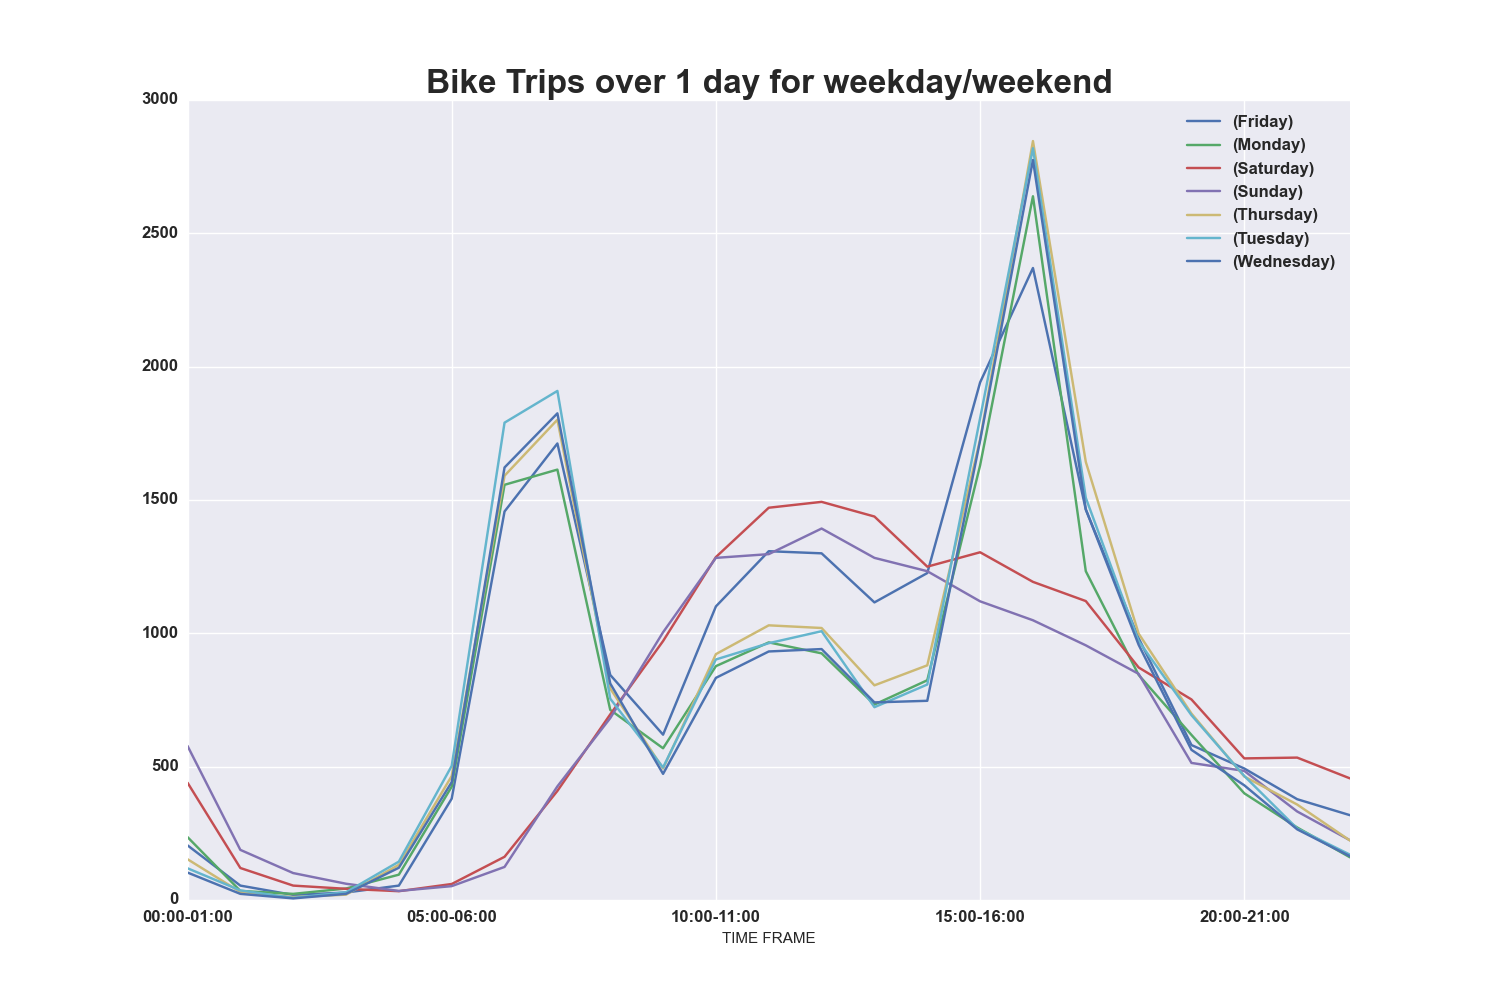 Bike Trips over 1 day for weekday/weekend
3000
2500
2000
1500
1000
500
0
(Friday)
(Monday)
(Saturday)
(Sunday)
(Thursday)
(Tuesday)
(Wednesday)
00:00-01:00 05:00-06:00 10:00-11:00 15:00-16:00 20:00-21:00
TIME FRAME